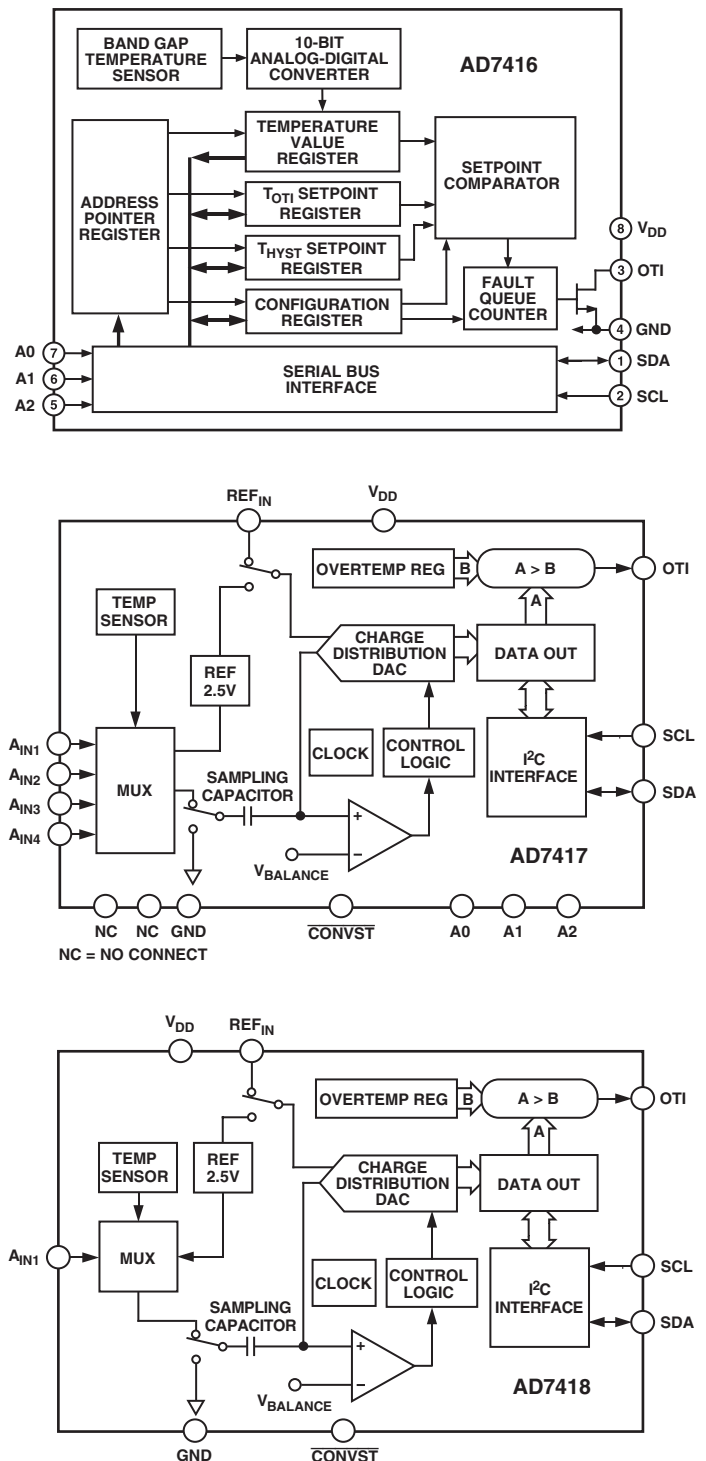 BAND GAP
TEMPERATURE
SENSOR
10-BIT
ANALOG-DIGITAL
CONVERTER
AD7416
ADDRESS
POINTER
REGISTER
TEMPERATURE
VALUE
REGISTER
SETPOINT
COMPARATOR
TOTI SETPOINT
REGISTER
THYST SETPOINT
REGISTER
CONFIGURATION
REGISTER
FAULT
QUEUE
COUNTER
8 VDD
3 OTI
4 GND
1 SDA
2 SCL
A0 7
A1 6
A2 5
SERIAL BUS
INTERFACE
REFIN
VDD
OVERTEMP REG
B
A > B
OTI
A
TEMP
SENSOR
REF
2.5V
CHARGE
DISTRIBUTION
DAC
DATA OUT
AIN1
AIN2
AIN3
AIN4
MUX
SAMPLING
CAPACITOR
CLOCK
CONTROL
LOGIC
I2C
INTERFACE
SCL
SDA
+
−
VBALANCE
AD7417
NC
NC
GND
CONVST
A0
A1
A2
NC = NO CONNECT
VDD
REFIN
OVERTEMP REG
B
A > B
OTI
A
TEMP
SENSOR
REF
2.5V
CHARGE
DISTRIBUTION
DAC
DATA OUT
AIN1
MUX
SAMPLING
CAPACITOR
CLOCK
CONTROL
LOGIC
I2C
INTERFACE
SCL
SDA
+
−
VBALANCE
AD7418
GND
CONVST